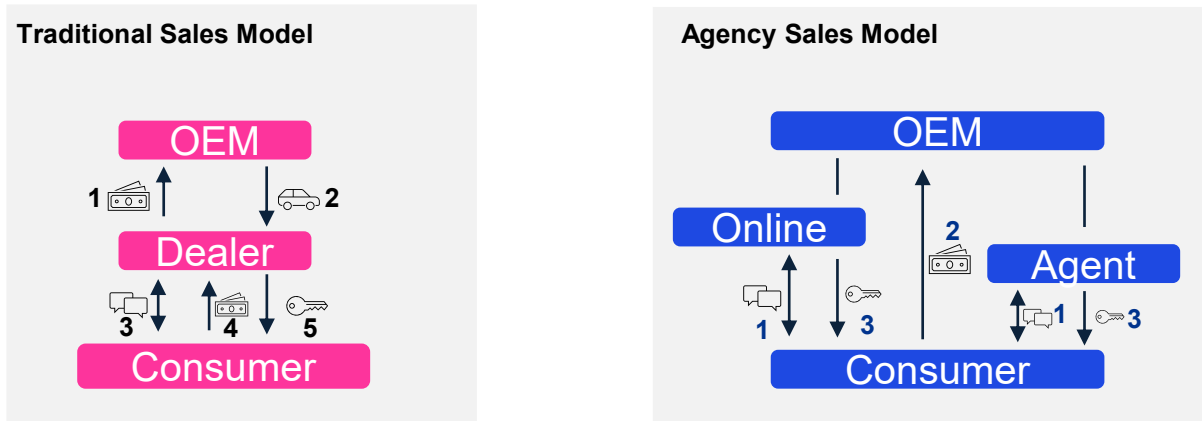 Traditional Sales Model
OEM
1
2
Dealer
3
4
5
Consumer
Agency Sales Model
OEM
Online
2
Agent
1
3
1
3
Consumer